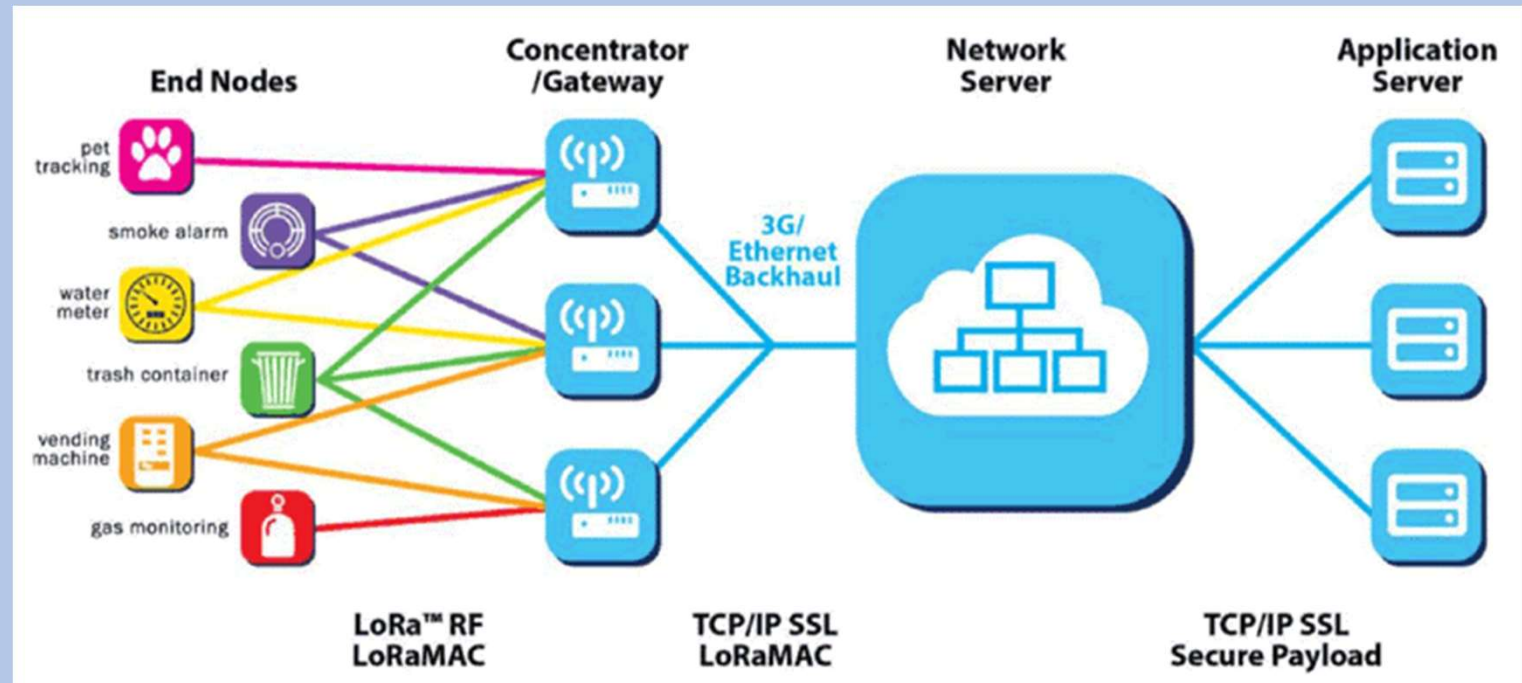 End Nodes
Concentrator
/Gateway
Network
Server
Application
Server
pet
tracking
smoke alarm
water
meter
trash container
vending
machine
gas monitoring
3G/
Ethernet
Backhaul
LoRa™ RF
LoRaMAC
TCP/IP SSL
LoRaMAC
TCP/IP SSL
Secure Payload